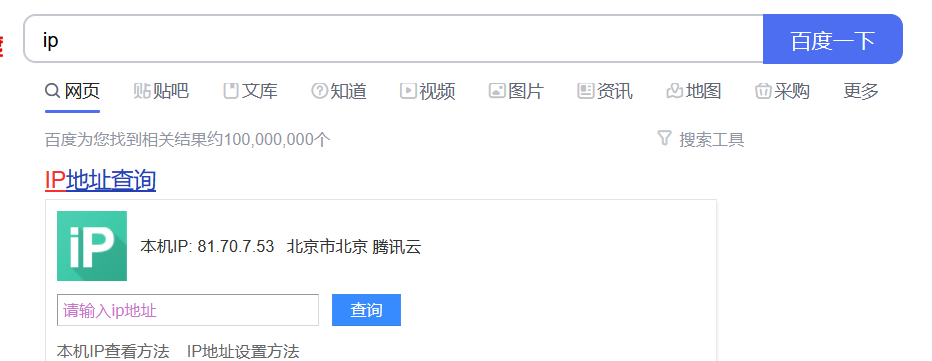 ip 百度一下
网页 贴吧 文库 知道 视频 图片 资讯 地图 采购 更多
百度为您找到相关结果约100,000,000个 搜索工具
IP地址查询
iP 本机IP: 81.70.7.53 北京市北京 腾讯云
请输入ip地址 查询
本机IP查看方法 IP地址设置方法